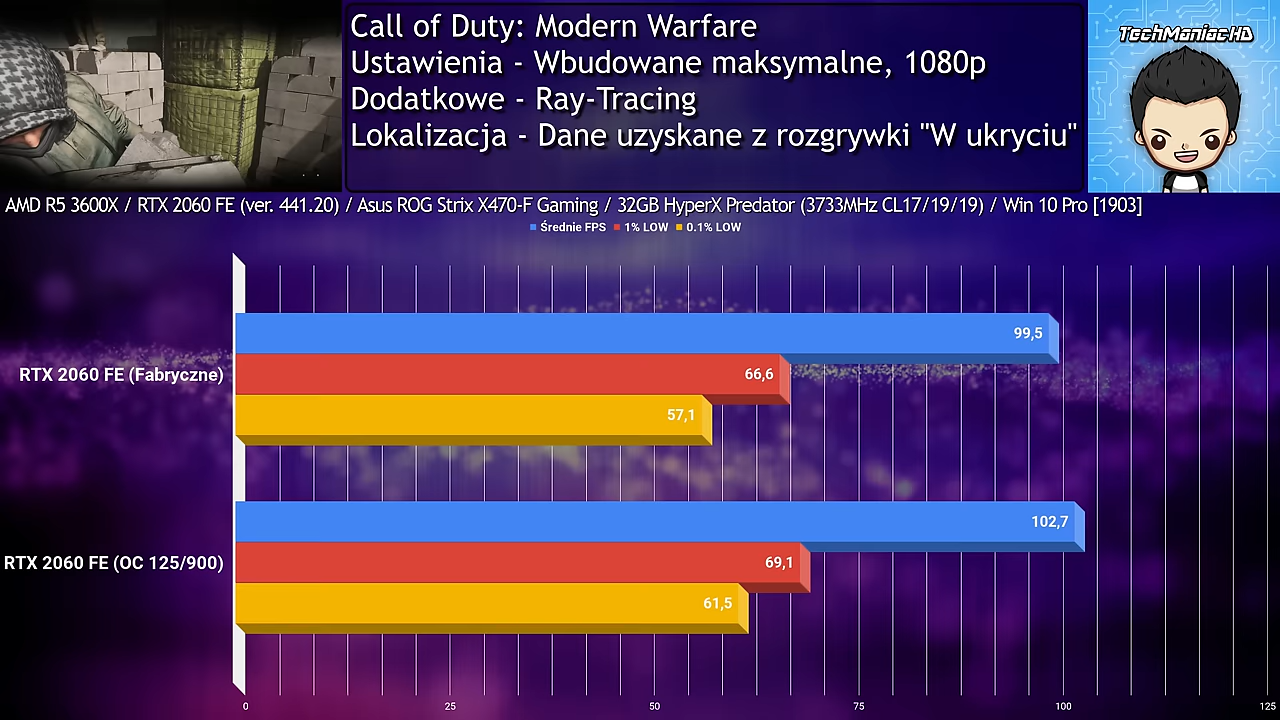 Call of Duty: Modern Warfare
Ustawienia - Wbudowane maksymalne, 1080p
Dodatkowe - Ray-Tracing
Lokalizacja - Dane uzyskane z rozgrywki "W ukryciu"
TechManiacHD
AMD R5 3600X / RTX 2060 FE (ver. 441.20) / Asus ROG Strix X470-F Gaming / 32GB HyperX Predator (3733MHz CL17/19/19) / Win 10 Pro [1903]
Średnie FPS 1% LOW 0.1% LOW
99,5
RTX 2060 FE (Fabryczne) 66,6
57,1
102,7
RTX 2060 FE (OC 125/900) 69,1
61,5
0 25 50 75 100 125